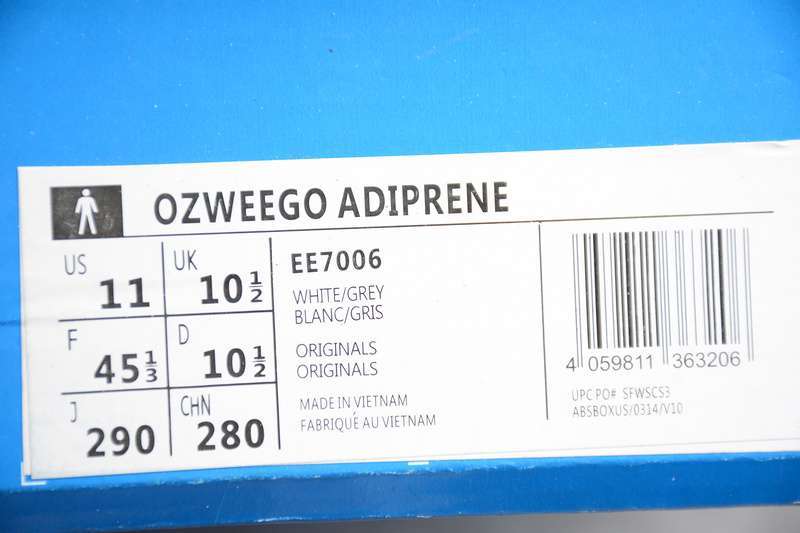 OZWEEGO ADIPRENE
US 11
UK 10 1/2
F 45 1/3
D 10 1/2
J 290
CHN 280
EE7006
WHITE/GREY
BLANC/GRIS
ORIGINALS
ORIGINALS
MADE IN VIETNAM
FABRIQUÉ AU VIETNAM
4 059811 363206
UPC PO# SFWSCS3
ABSBOXUS/0314/V10